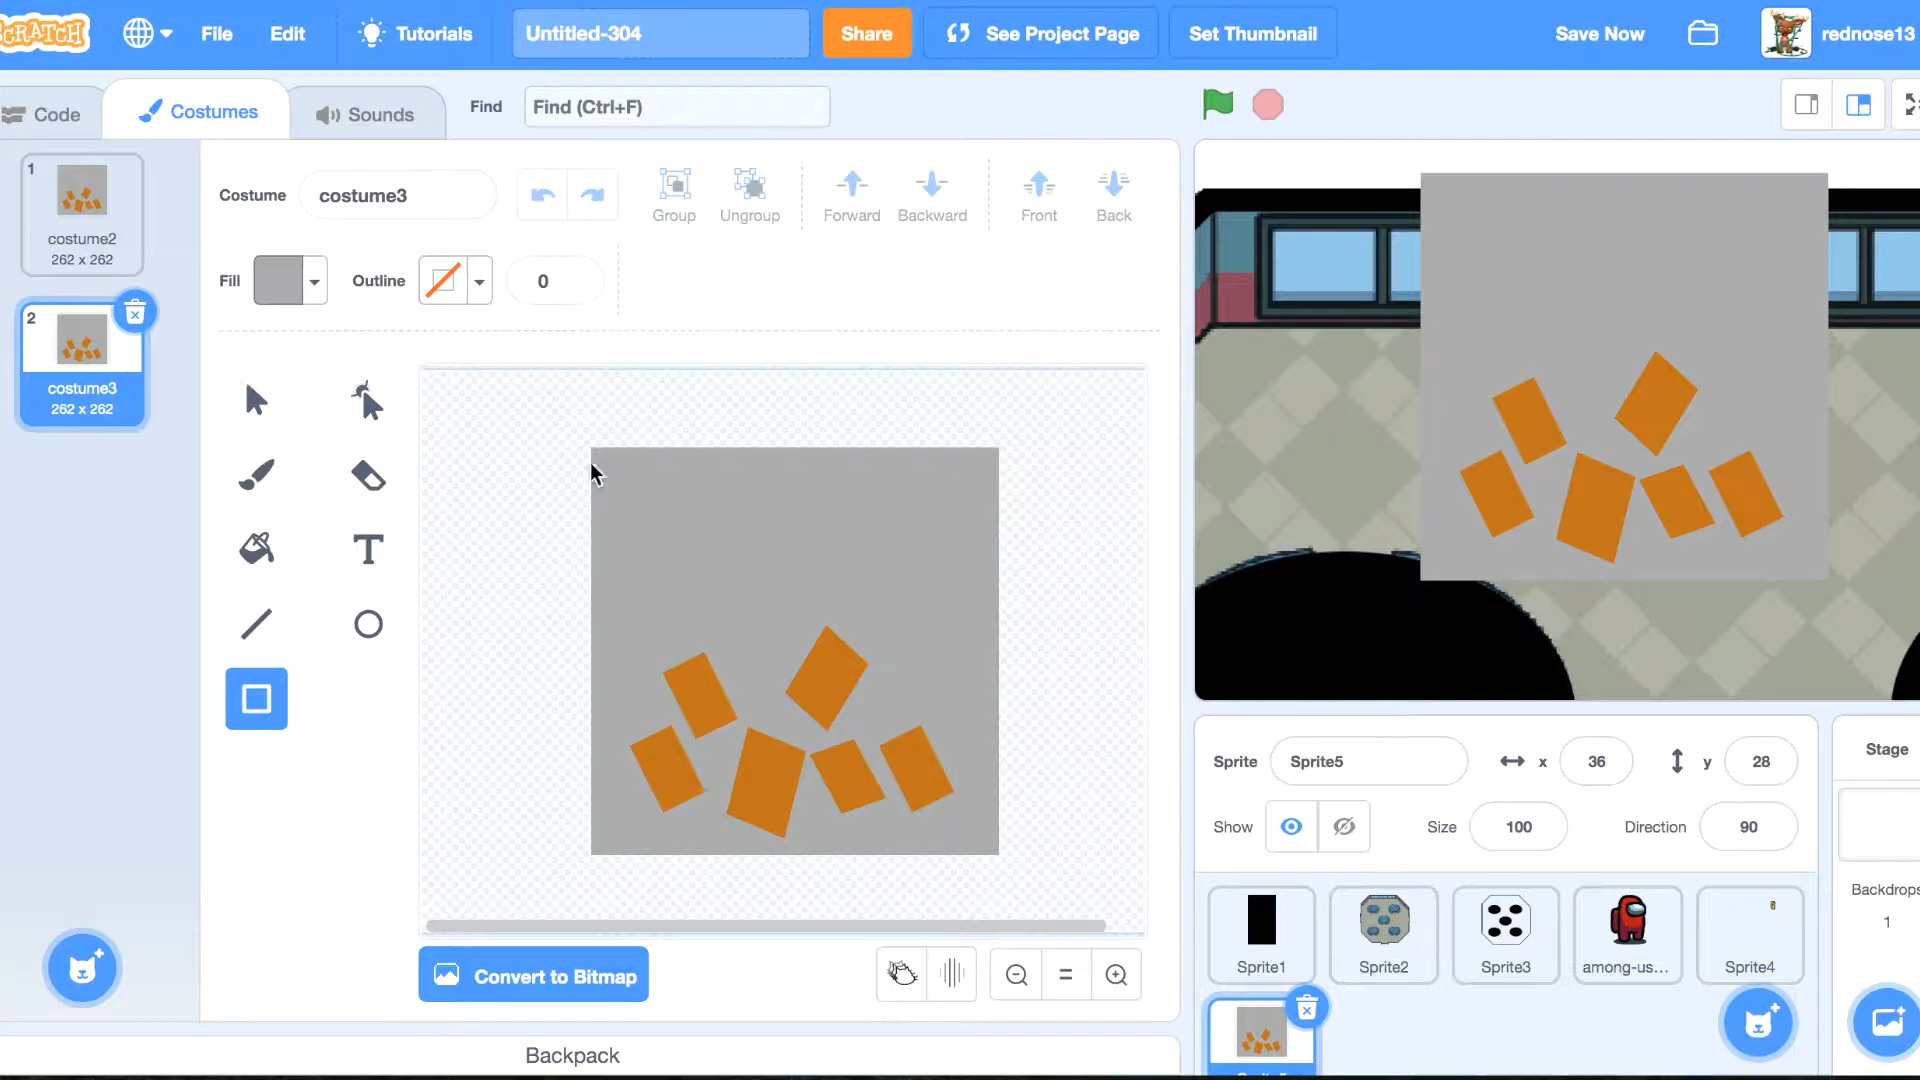 SCRATCH
File
Edit
Tutorials
Untitled-304
Share
See Project Page
Set Thumbnail
Save Now
rednose13
Code
Costumes
Sounds
Find
Find (Ctrl+F)
1
costume2
262 x 262
2
costume3
262 x 262
Costume
costume3
Group
Ungroup
Forward
Backward
Front
Back
Fill
Outline
0
T
Convert to Bitmap
Backpack
Sprite
Sprite5
x
36
y
28
Show
Size
100
Direction
90
Stage
Backdrops
1
Sprite1
Sprite2
Sprite3
among-us...
Sprite4